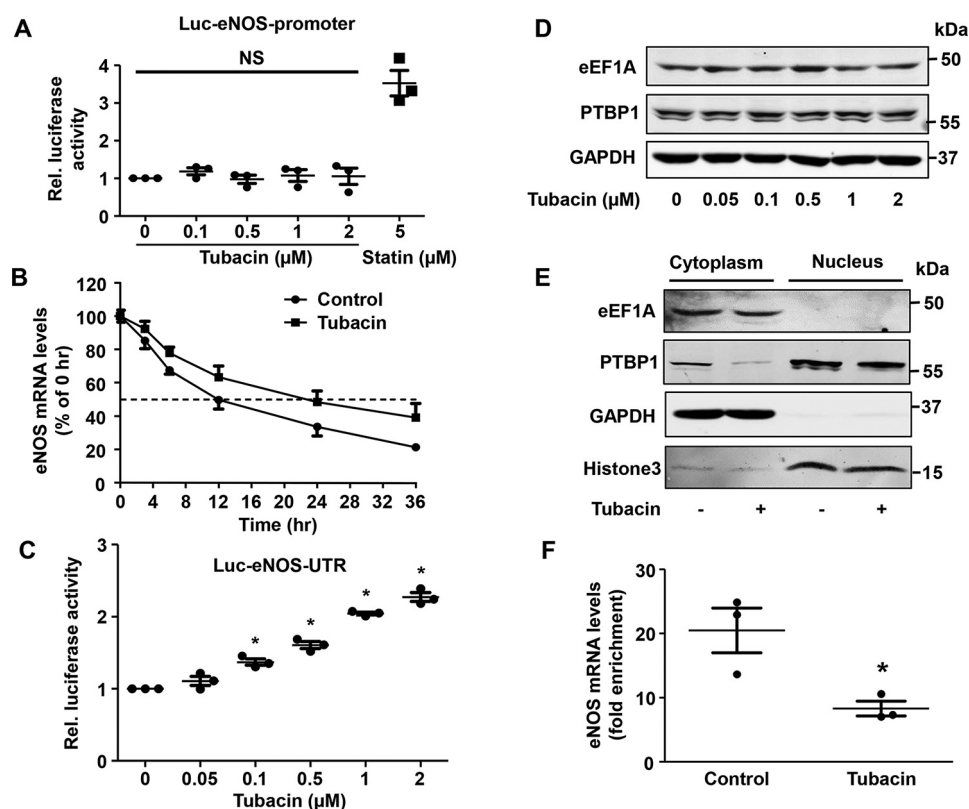 A
Luc-eNOS-promoter
NS
Rel. luciferase
activity
4
3
2
1
0
0 0.1 0.5 1 2 5
Tubacin (µM) Statin (µM)
B
Control
Tubacin
eNOS mRNA levels
(% of 0 hr)
120
100
80
60
40
20
0
0 4 8 12 16 20 24 28 32 36
Time (hr)
C
Luc-eNOS-UTR
Rel. luciferase activity
3
2
1
0
* * * *
0 0.05 0.1 0.5 1 2
Tubacin (µM)
D
kDa
eEF1A 50
PTBP1 55
GAPDH 37
Tubacin (µM) 0 0.05 0.1 0.5 1 2
E
Cytoplasm Nucleus kDa
eEF1A 50
PTBP1 55
GAPDH 37
Histone3 15
Tubacin - + - +
F
eNOS mRNA levels
(fold enrichment)
30
20
10
0
*
Control Tubacin